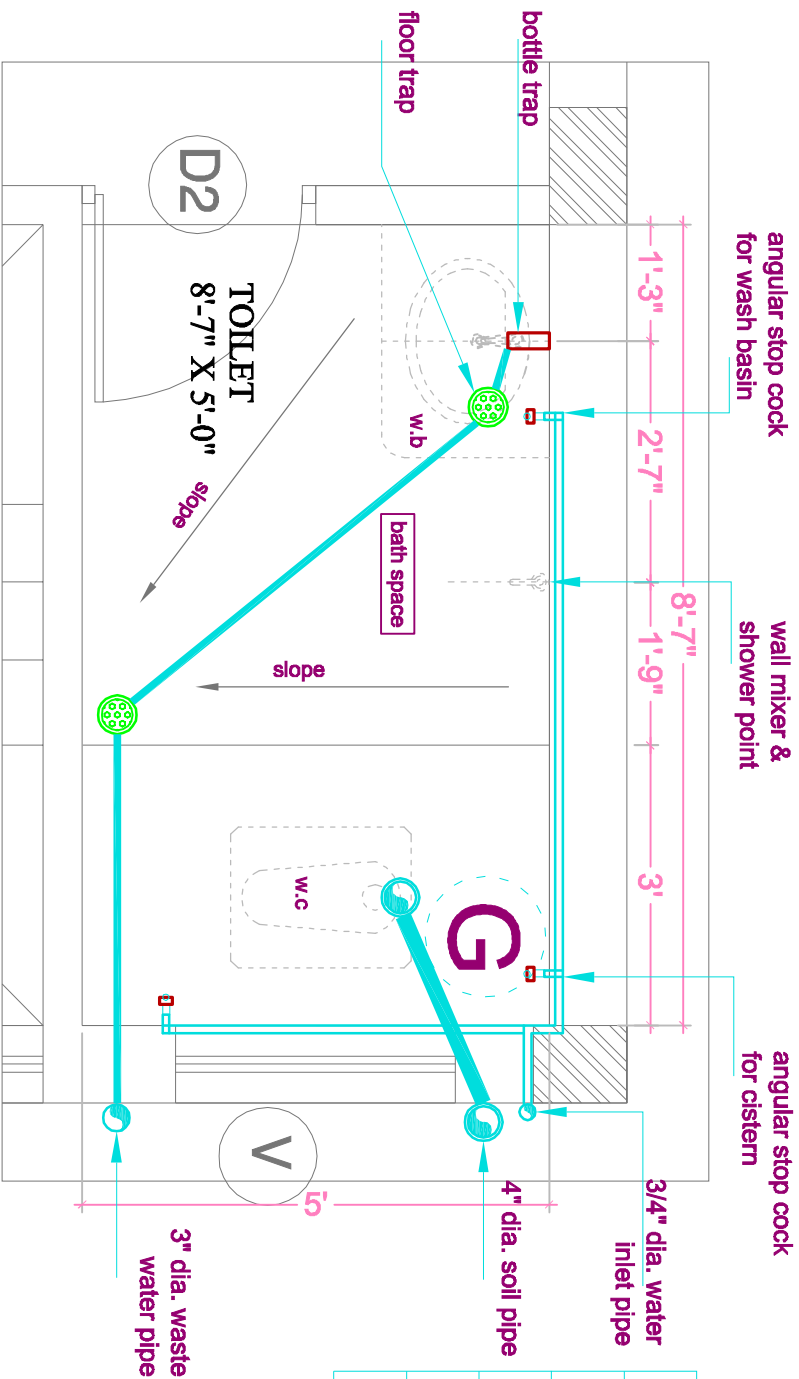 angular stop cock
for wash basin
wall mixer &
shower point
angular stop cock
for cistern
3/4" dia. water
inlet pipe
4" dia. soil pipe
3" dia. waste
water pipe
bottle trap
floor trap
8'-7"
1'-3"
2'-7"
1'-9"
3'
5'
D2
TOILET
8'-7" X 5'-0"
w.b
bath space
slope
slope
w.c
G
V